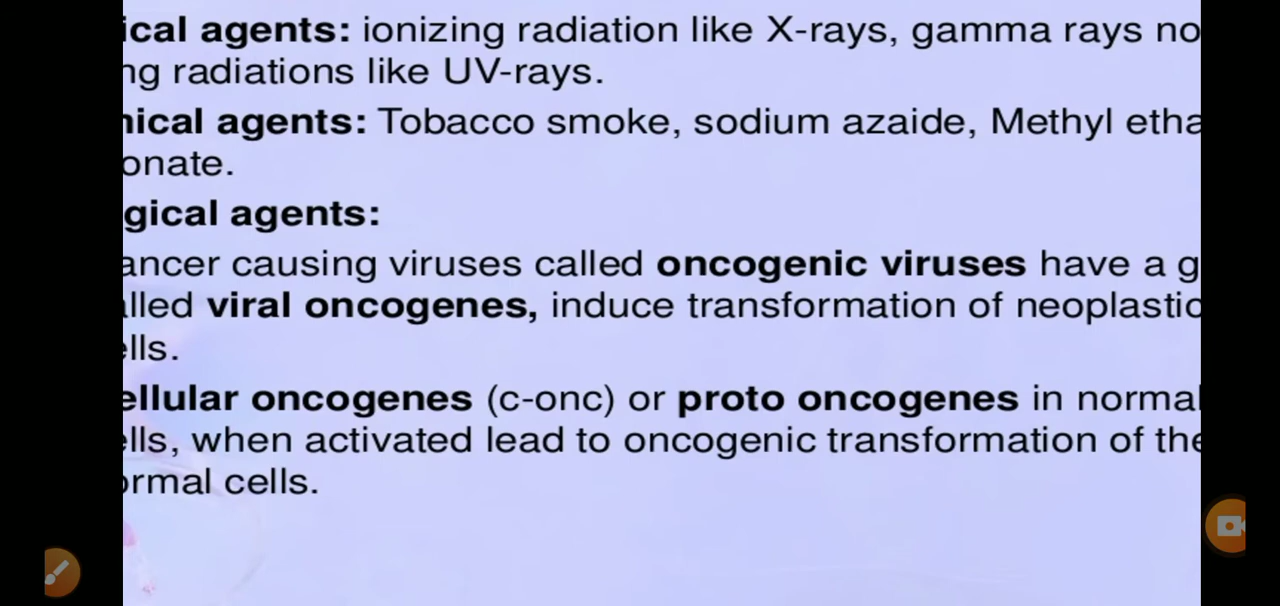 ical agents: ionizing radiation like X-rays, gamma rays no
ng radiations like UV-rays.
nical agents: Tobacco smoke, sodium azaide, Methyl etha
onate.
gical agents:
ancer causing viruses called oncogenic viruses have a g
lled viral oncogenes, induce transformation of neoplastic
ells.
ellular oncogenes (c-onc) or proto oncogenes in normal
ells, when activated lead to oncogenic transformation of the
ormal cells.